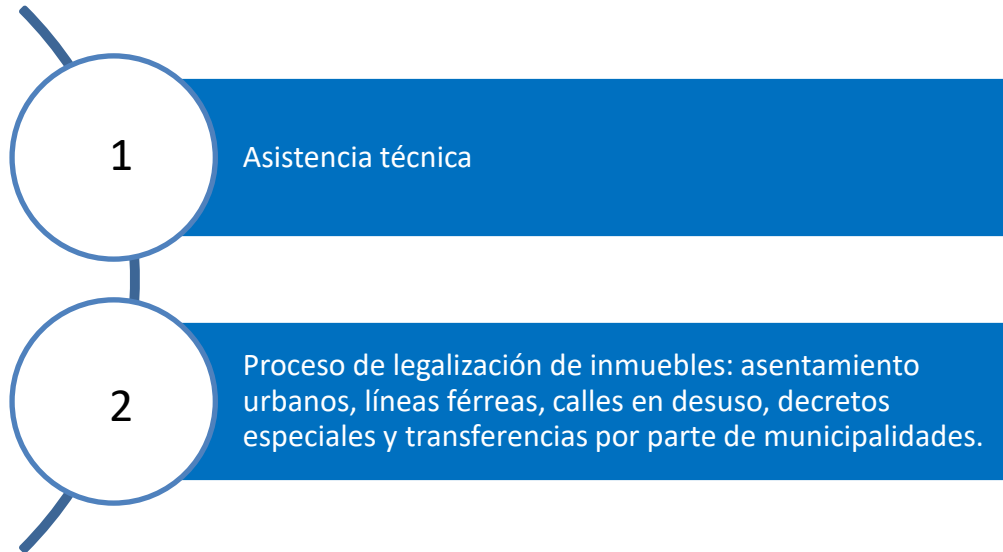 1
Asistencia técnica
2
Proceso de legalización de inmuebles: asentamiento
urbanos, líneas férreas, calles en desuso, decretos
especiales y transferencias por parte de municipalidades.